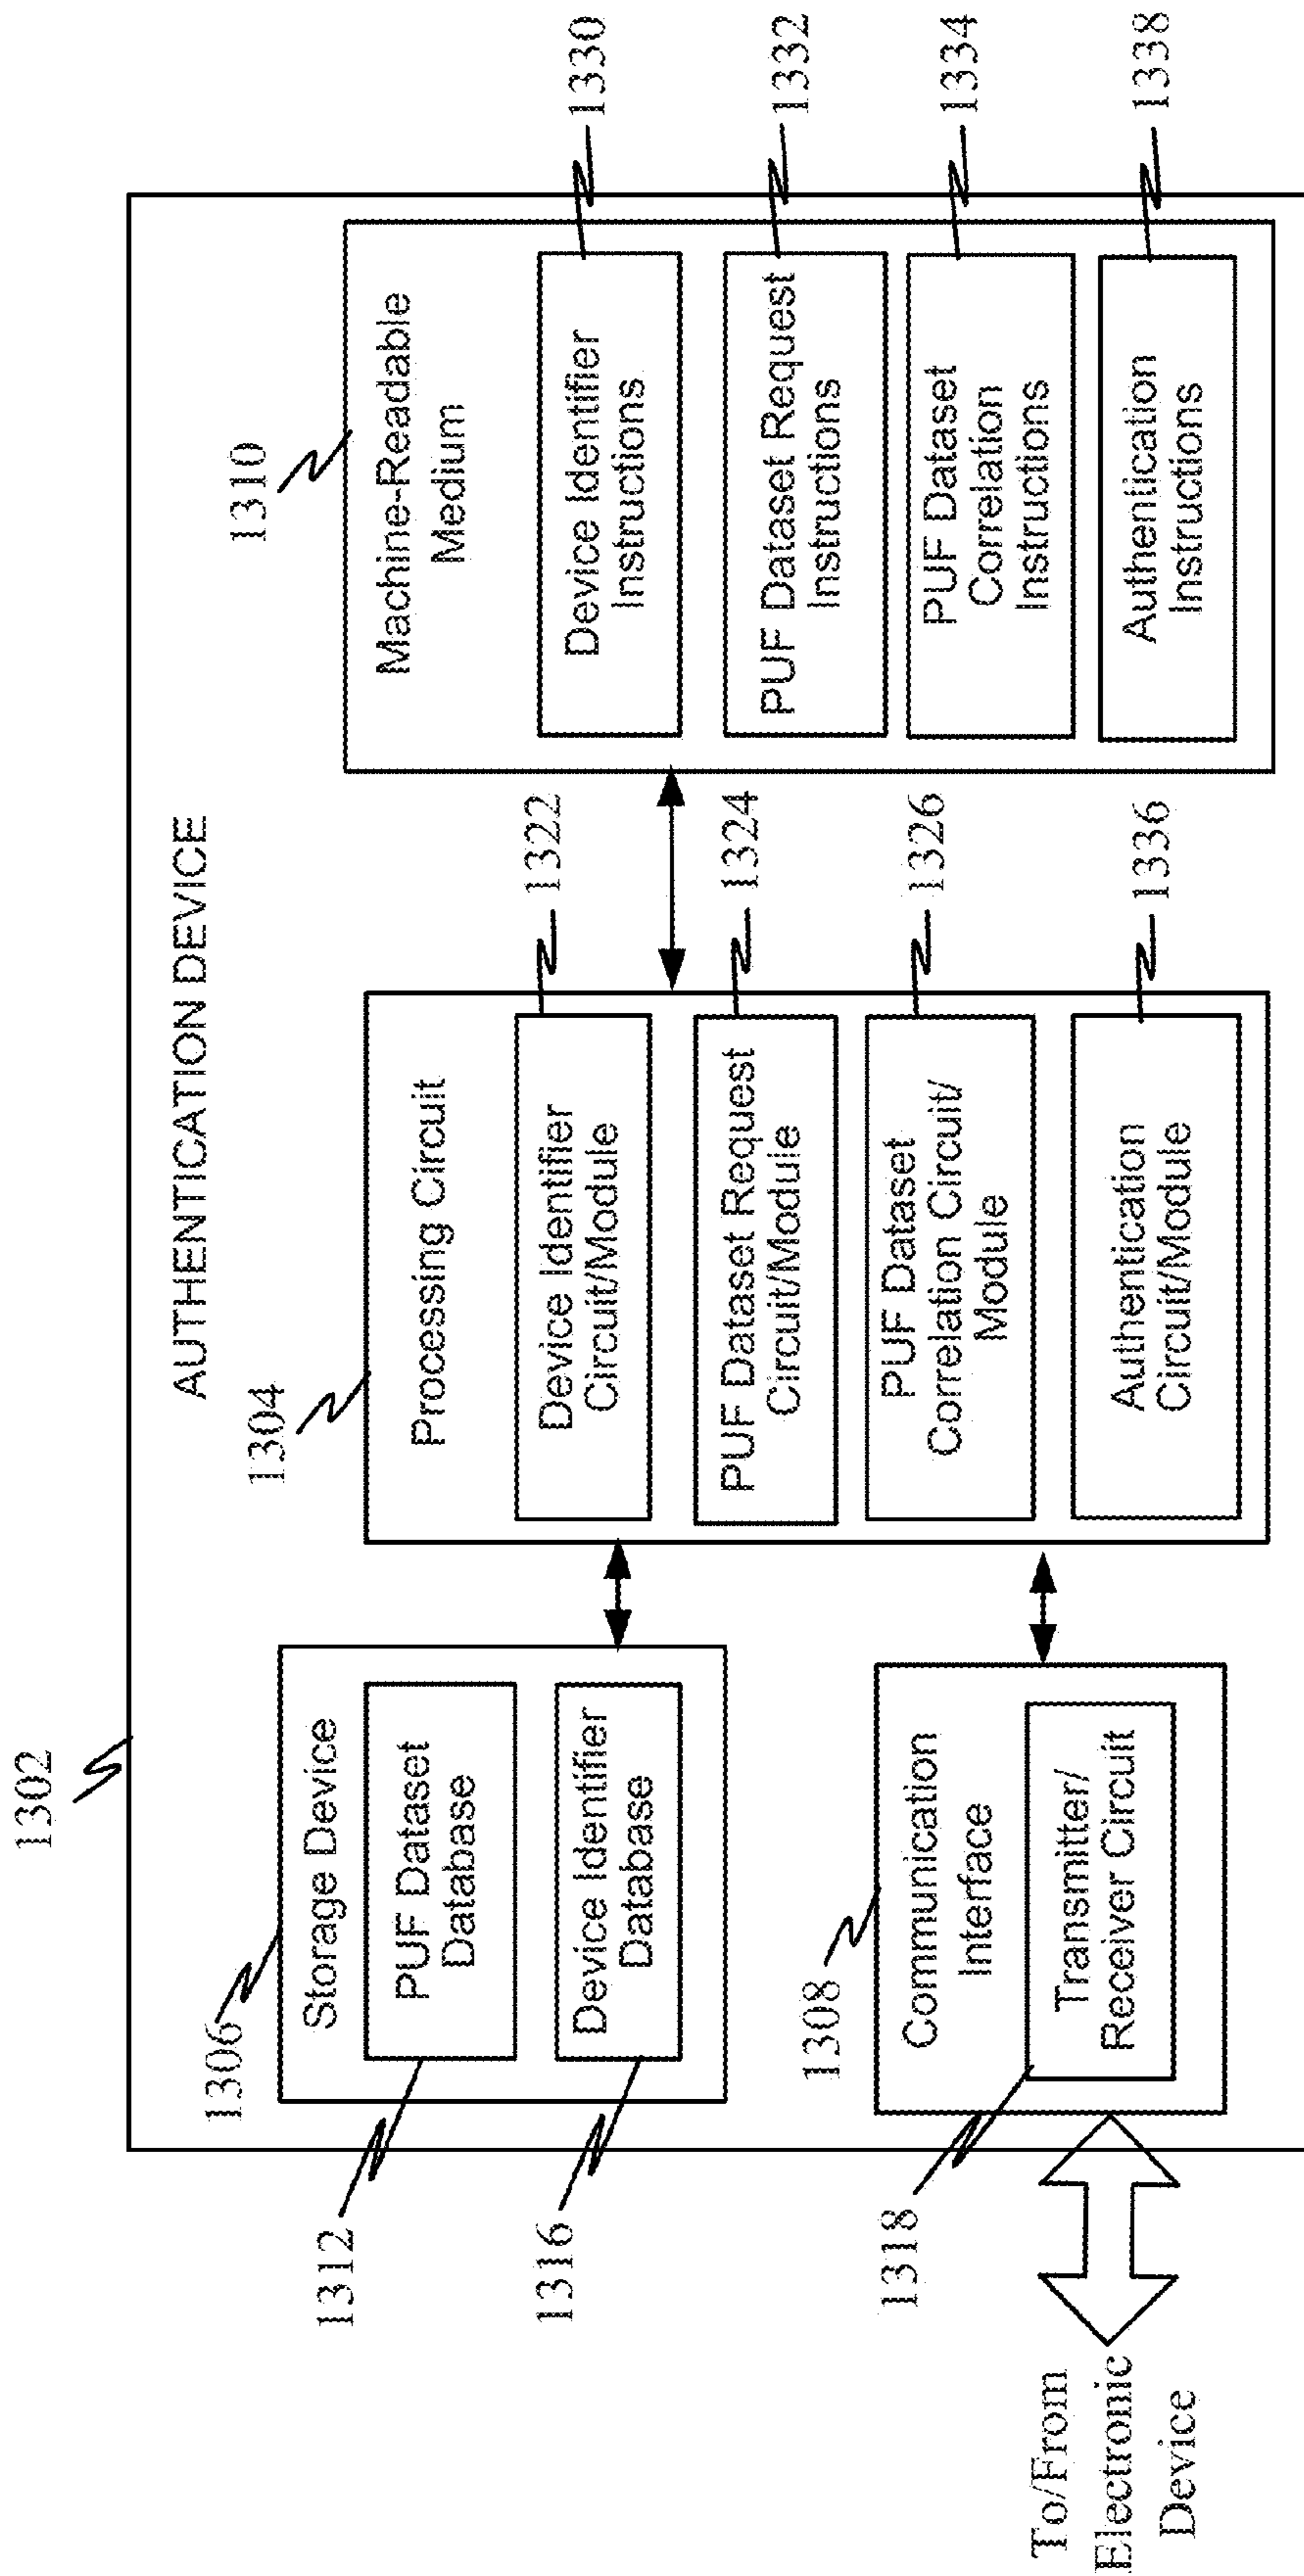 1302
AUTHENTICATION DEVICE
1306
Storage Device
1312
PUF Dataset
Database
1316
Device Identifier
Database
1308
Communication
Interface
1318
Transmitter/
Receiver Circuit
To/From
Electronic
Device
1304
Processing Circuit
1322
Device Identifier
Circuit/Module
1324
PUF Dataset Request
Circuit/Module
1326
PUF Dataset
Correlation Circuit/
Module
1336
Authentication
Circuit/Module
1310
Machine-Readable
Medium
1330
Device Identifier
Instructions
1332
PUF Dataset Request
Instructions
1334
PUF Dataset
Correlation
Instructions
1338
Authentication
Instructions